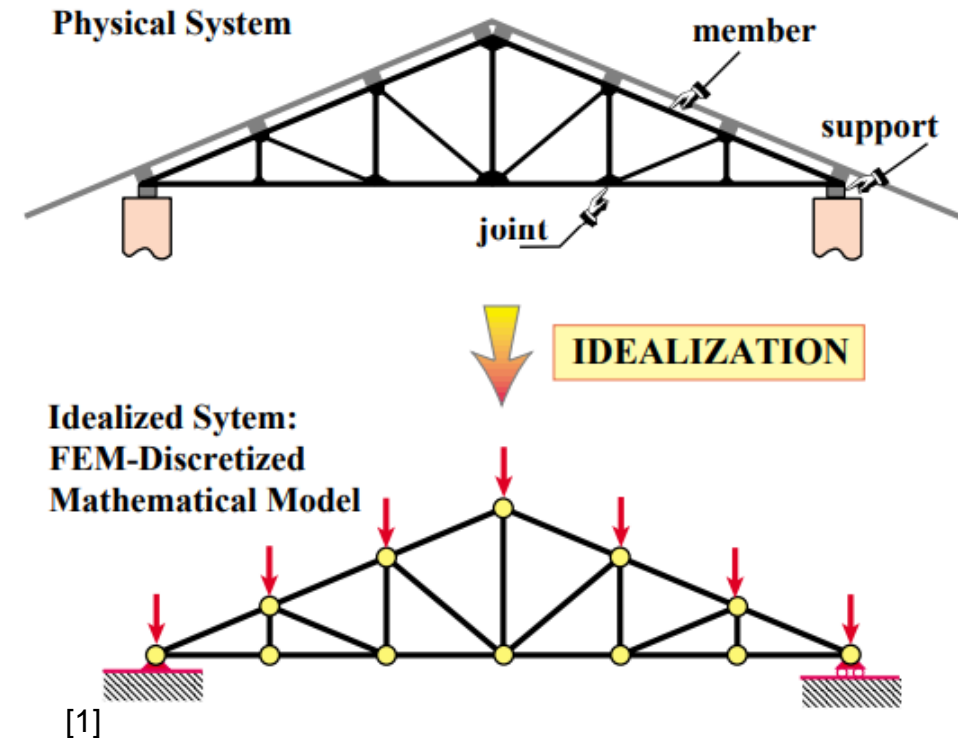 Physical System
member
support
joint
IDEALIZATION
Idealized Sytem:
FEM-Discretized
Mathematical Model
[1]